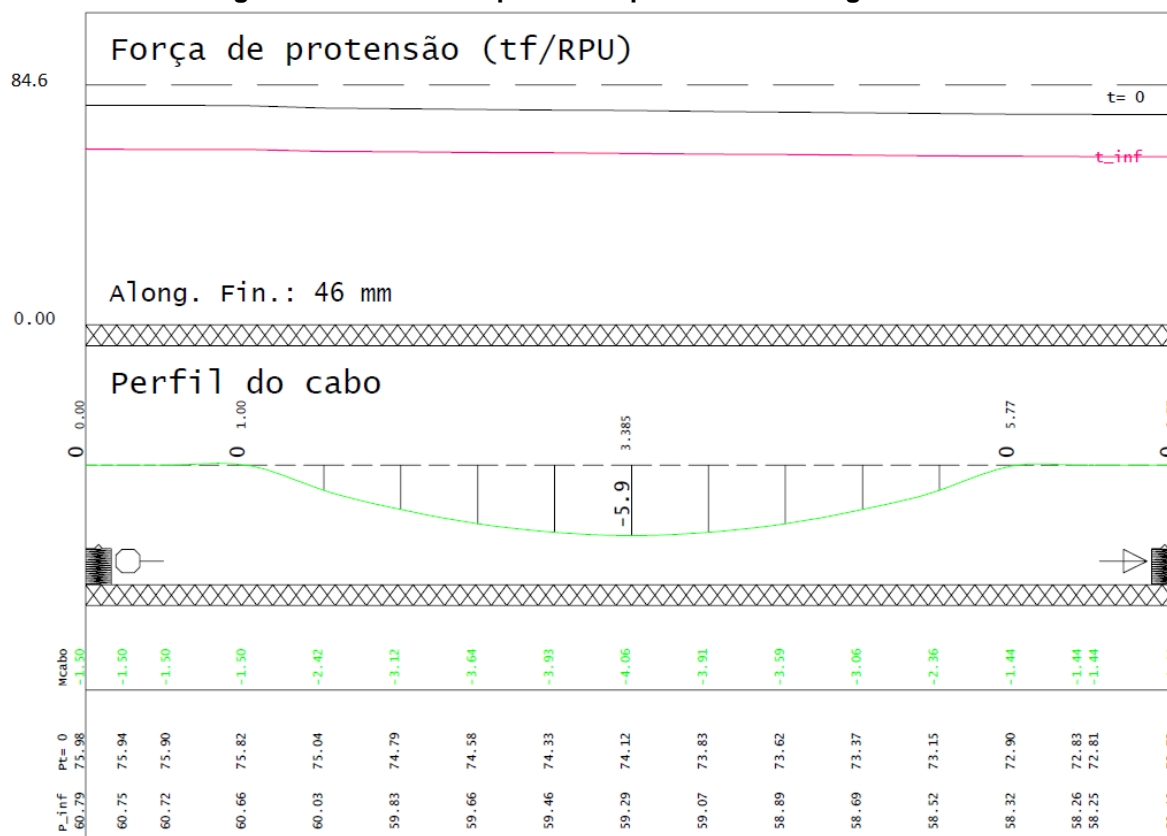 Força de protensão (tf/RPU)
84.6
t= 0
t_inf
Along. Fin.: 46 mm
0.00
Perfil do cabo
0.00 1.00 3.385 5.77
0 0 -5.9 0 0
Mcabo -1.50 -1.50 -1.50 -1.50 -2.42 -3.12 -3.64 -3.93 -4.06 -3.91 -3.59 -3.06 -2.36 -1.44 -1.44 -1.44
Pt= 0 75.98 75.94 75.90 75.82 75.04 74.79 74.58 74.33 74.12 73.83 73.62 73.37 73.15 72.90 72.83 72.81
P_inf 60.79 60.75 60.72 60.66 60.03 59.83 59.66 59.46 59.29 59.07 58.89 58.69 58.52 58.32 58.26 58.25